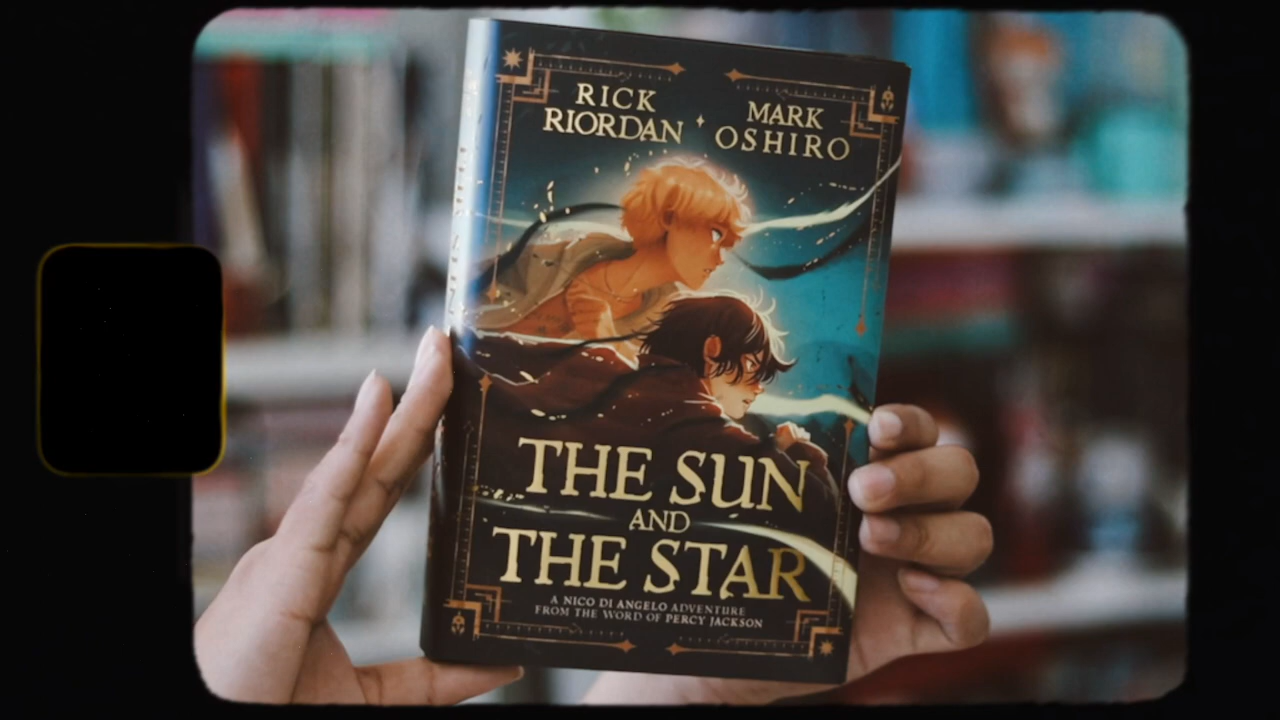 RICK
RIORDAN
MARK
OSHIRO
THE SUN
AND
THE STAR
A NICO DI ANGELO ADVENTURE
FROM THE WORD OF PERCY JACKSON